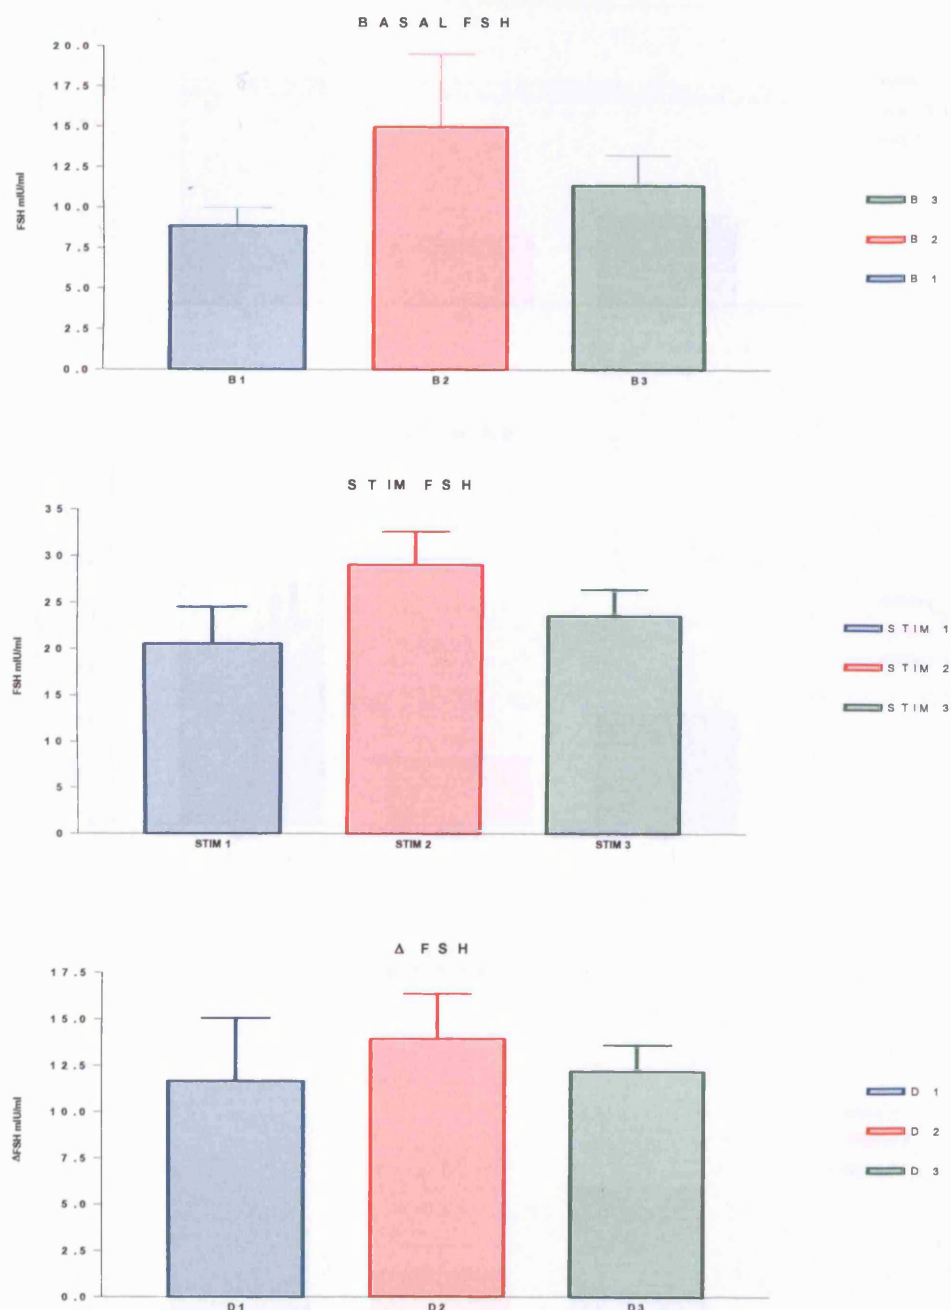 BASAL FSH
20.0
17.5
15.0
12.5
10.0
7.5
5.0
2.5
0.0
FSH mIU/ml
B1
B2
B3
B 3
B 2
B 1
STIM FSH
35
30
25
20
15
10
5
0
FSH mIU/ml
STIM 1
STIM 2
STIM 3
STIM 1
STIM 2
STIM 3
Δ FSH
17.5
15.0
12.5
10.0
7.5
5.0
2.5
0.0
ΔFSH mIU/ml
D1
D2
D3
D 1
D 2
D 3